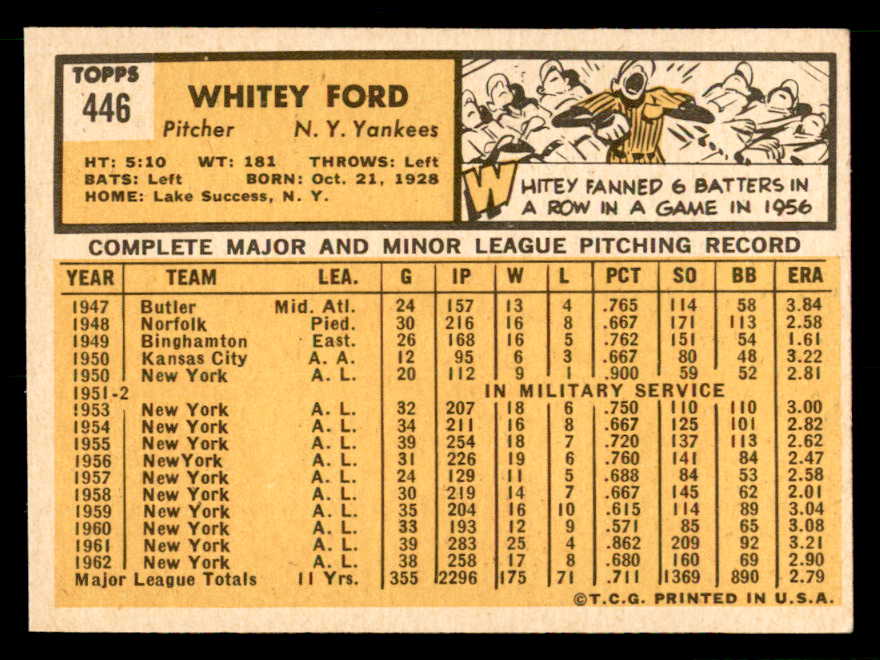 TOPPS
446
WHITEY FORD
Pitcher N. Y. Yankees
HT: 5:10 WT: 181 THROWS: Left
BATS: Left BORN: Oct. 21, 1928
HOME: Lake Success, N. Y.
WHITEY FANNED 6 BATTERS IN
A ROW IN A GAME IN 1956
COMPLETE MAJOR AND MINOR LEAGUE PITCHING RECORD
YEAR TEAM LEA. G IP W L PCT SO BB ERA
1947 Butler Mid. Atl. 24 157 13 4 .765 114 58 3.84
1948 Norfolk Pied. 30 216 16 8 .667 171 113 2.58
1949 Binghamton East. 26 168 16 5 .762 151 54 1.61
1950 Kansas City A. A. 12 95 6 3 .667 80 48 3.22
1950 New York A. L. 20 112 9 1 .900 59 52 2.81
1951-2 IN MILITARY SERVICE
1953 New York A. L. 32 207 18 6 .750 110 110 3.00
1954 New York A. L. 34 211 16 8 .667 125 101 2.82
1955 New York A. L. 39 254 18 7 .720 137 113 2.62
1956 NewYork A. L. 31 226 19 6 .760 141 84 2.47
1957 New York A. L. 24 129 11 5 .688 84 53 2.58
1958 New York A. L. 30 219 14 7 .667 145 62 2.01
1959 New York A. L. 35 204 16 10 .615 114 89 3.04
1960 New York A. L. 33 193 12 9 .571 85 65 3.08
1961 New York A. L. 39 283 25 4 .862 209 92 3.21
1962 New York A. L. 38 258 17 8 .680 160 69 2.90
Major League Totals 11 Yrs. 355 2296 175 71 .711 1369 890 2.79
©T.C.G. PRINTED IN U.S.A.